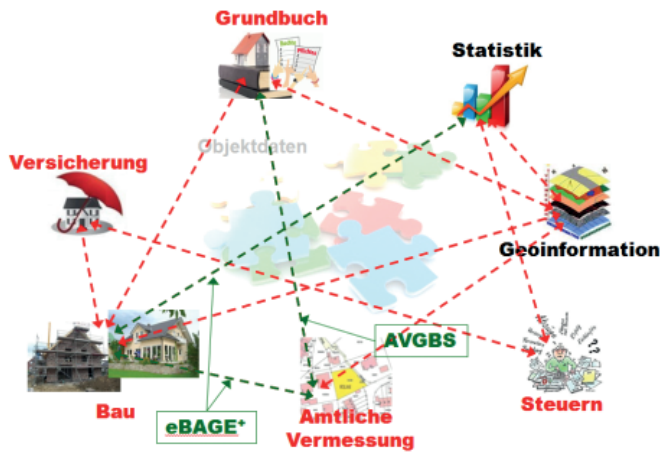 Grundbuch
Statistik
Objektdaten
Versicherung
Geoinformation
AVGBS
Bau
eBAGE⁺
Amtliche
Vermessung
Steuern
??